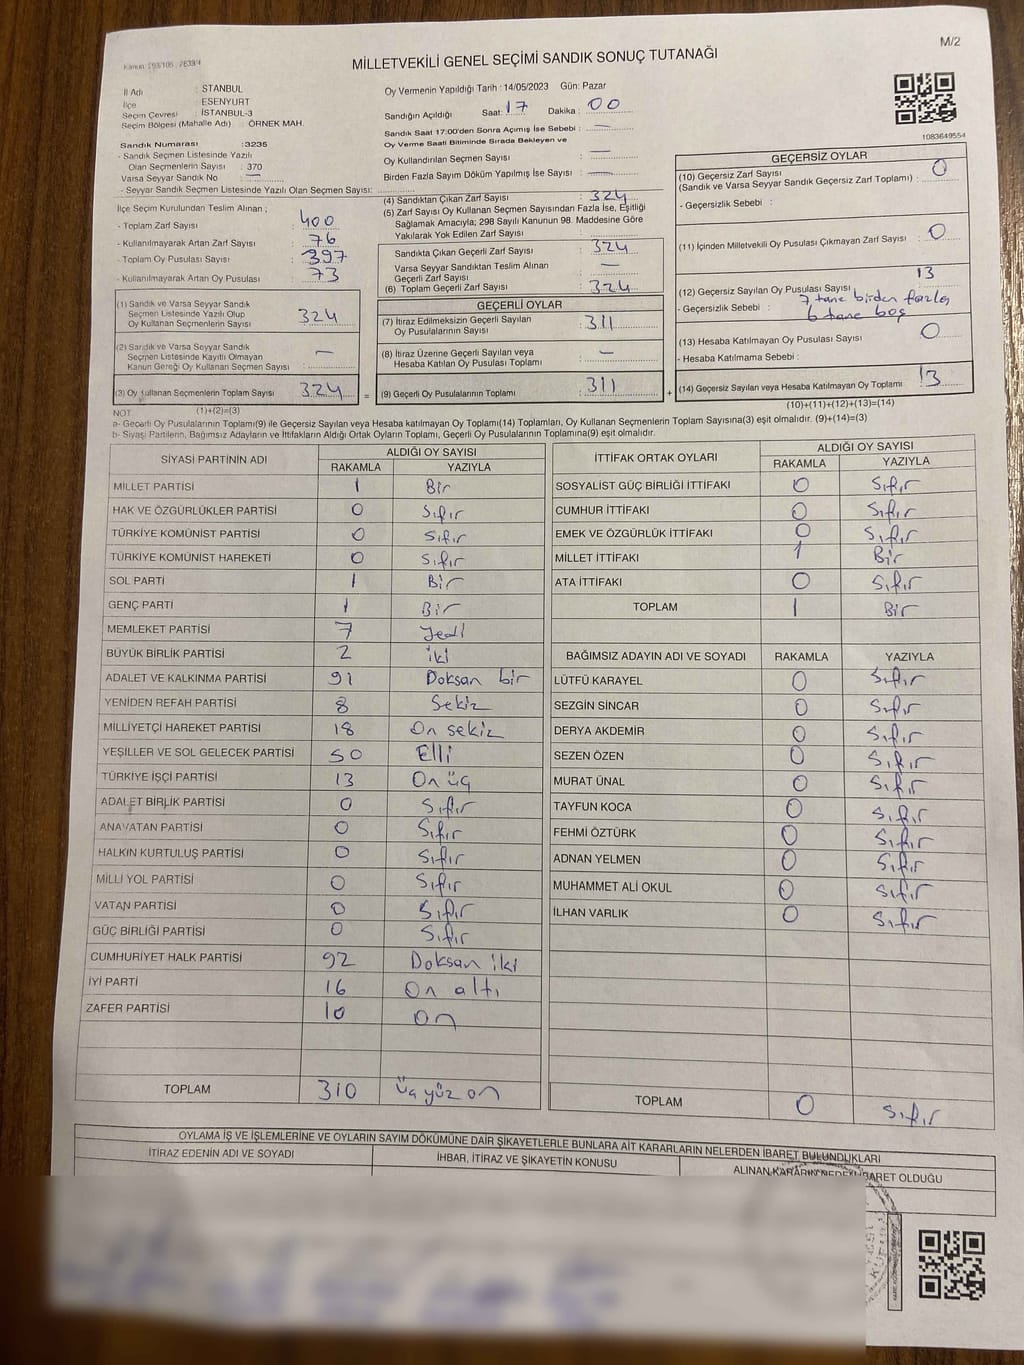 Kanun: 293/105 : 2839/4
M/2
MİLLETVEKİLİ GENEL SEÇİMİ SANDIK SONUÇ TUTANAĞI
İl Adı : STANBUL
İlçe : ESENYURT
Seçim Çevresi : İSTANBUL-3
Seçim Bölgesi (Mahalle Adı) : ÖRNEK MAH.
Sandık Numarası :3235
- Sandık Seçmen Listesinde Yazılı
Olan Seçmenlerin Sayısı : 370
Varsa Seyyar Sandık No : —
- Seyyar Sandık Seçmen Listesinde Yazılı Olan Seçmen Sayısı:
Oy Vermenin Yapıldığı Tarih : 14/05/2023 Gün: Pazar
Sandığın Açıldığı Saat: 17 Dakika : 00
Sandık Saat 17:00'den Sonra Açımış İse Sebebi : —
Oy Verme Saati Bitiminde Sırada Bekleyen ve
Oy Kullandırılan Seçmen Sayısı : —
Birden Fazla Sayım Döküm Yapılmış İse Sayısı : —
1083649554
İlçe Seçim Kurulundan Teslim Alınan ;
- Toplam Zarf Sayısı : 400
- Kullanılmayarak Artan Zarf Sayısı : 76
- Toplam Oy Pusulası Sayısı : 397
- Kullanılmayarak Artan Oy Pusulası : 73
(1) Sandık ve Varsa Seyyar Sandık
Seçmen Listesinde Yazılı Olup
Oy Kullanan Seçmenlerin Sayısı : 324
(2) Sandık ve Varsa Seyyar Sandık
Seçmen Listesinde Kayıtlı Olmayan
Kanun Gereği Oy Kullanan Seçmen Sayısı : —
(3) Oy Kullanan Seçmenlerin Toplam Sayısı : 324 =
(1)+(2)=(3)
(4) Sandıktan Çıkan Zarf Sayısı : 324
(5) Zarf Sayısı Oy Kullanan Seçmen Sayısından Fazla İse, Eşitliği
Sağlamak Amacıyla; 298 Sayılı Kanunun 98. Maddesine Göre
Yakılarak Yok Edilen Zarf Sayısı :
Sandıkta Çıkan Geçerli Zarf Sayısı : 324
Varsa Seyyar Sandıktan Teslim Alınan
Geçerli Zarf Sayısı : —
(6) Toplam Geçerli Zarf Sayısı : 324
GEÇERLİ OYLAR
(7) İtiraz Edilmeksizin Geçerli Sayılan
Oy Pusulalarının Sayısı : 311
(8) İtiraz Üzerine Geçerli Sayılan veya
Hesaba Katılan Oy Pusulası Toplamı : —
(9) Geçerli Oy Pusulalarının Toplamı : 311 +
GEÇERSİZ OYLAR
(10) Geçersiz Zarf Sayısı
(Sandık ve Varsa Seyyar Sandık Geçersiz Zarf Toplamı) : 0
- Geçersizlik Sebebi :
(11) İçinden Milletvekili Oy Pusulası Çıkmayan Zarf Sayısı : 0
(12) Geçersiz Sayılan Oy Pusulası Sayısı : 13
- Geçersizlik Sebebi : 7 tane birden fazla
6 tane boş
(13) Hesaba Katılmayan Oy Pusulası Sayısı : 0
- Hesaba Katılmama Sebebi :
(14) Geçersiz Sayılan veya Hesaba Katılmayan Oy Toplamı : 13
(10)+(11)+(12)+(13)=(14)
NOT
a- Geçerli Oy Pusulalarının Toplamı(9) ile Geçersiz Sayılan veya Hesaba katılmayan Oy Toplamı(14) Toplamları, Oy Kullanan Seçmenlerin Toplam Sayısına(3) eşit olmalıdır. (9)+(14)=(3)
b- Siyasi Partilerin, Bağımsız Adayların ve İttifakların Aldığı Ortak Oyların Toplamı, Geçerli Oy Pusulalarının Toplamına(9) eşit olmalıdır.
SİYASİ PARTİNİN ADI ALDIĞI OY SAYISI
RAKAMLA YAZIYLA
MİLLET PARTİSİ 1 Bir
HAK VE ÖZGÜRLÜKLER PARTİSİ 0 Sıfır
TÜRKİYE KOMÜNİST PARTİSİ 0 Sıfır
TÜRKİYE KOMÜNİST HAREKETİ 0 Sıfır
SOL PARTİ 1 Bir
GENÇ PARTİ 1 Bir
MEMLEKET PARTİSİ 7 Yedi
BÜYÜK BİRLİK PARTİSİ 2 iki
ADALET VE KALKINMA PARTİSİ 91 Doksan bir
YENİDEN REFAH PARTİSİ 8 Sekiz
MİLLİYETÇİ HAREKET PARTİSİ 18 On sekiz
YEŞİLLER VE SOL GELECEK PARTİSİ 50 Elli
TÜRKİYE İŞÇİ PARTİSİ 13 On üç
ADALET BİRLİK PARTİSİ 0 Sıfır
ANAVATAN PARTİSİ 0 Sıfır
HALKIN KURTULUŞ PARTİSİ 0 Sıfır
MİLLİ YOL PARTİSİ 0 Sıfır
VATAN PARTİSİ 0 Sıfır
GÜÇ BİRLİĞİ PARTİSİ 0 Sıfır
CUMHURİYET HALK PARTİSİ 92 Doksan iki
İYİ PARTİ 16 On altı
ZAFER PARTİSİ 10 on
TOPLAM 310 üç yüz on
İTTİFAK ORTAK OYLARI ALDIĞI OY SAYISI
RAKAMLA YAZIYLA
SOSYALİST GÜÇ BİRLİĞİ İTTİFAKI 0 Sıfır
CUMHUR İTTİFAKI 0 Sıfır
EMEK VE ÖZGÜRLÜK İTTİFAKI 0 Sıfır
MİLLET İTTİFAKI 1 Bir
ATA İTTİFAKI 0 Sıfır
TOPLAM 1 Bir
BAĞIMSIZ ADAYIN ADI VE SOYADI RAKAMLA YAZIYLA
LÜTFÜ KARAYEL 0 Sıfır
SEZGİN SİNCAR 0 Sıfır
DERYA AKDEMİR 0 Sıfır
SEZEN ÖZEN 0 Sıfır
MURAT ÜNAL 0 Sıfır
TAYFUN KOCA 0 Sıfır
FEHMİ ÖZTÜRK 0 Sıfır
ADNAN YELMEN 0 Sıfır
MUHAMMET ALİ OKUL 0 Sıfır
İLHAN VARLIK 0 Sıfır
TOPLAM 0 Sıfır
OYLAMA İŞ VE İŞLEMLERİNE VE OYLARIN SAYIM DÖKÜMÜNE DAİR ŞİKAYETLERLE BUNLARA AİT KARARLARIN NELERDEN İBARET BULUNDUKLARI
İTİRAZ EDENİN ADI VE SOYADI İHBAR, İTİRAZ VE ŞİKAYETİN KONUSU ALINAN KARARIN NEDEN İBARET OLDUĞU